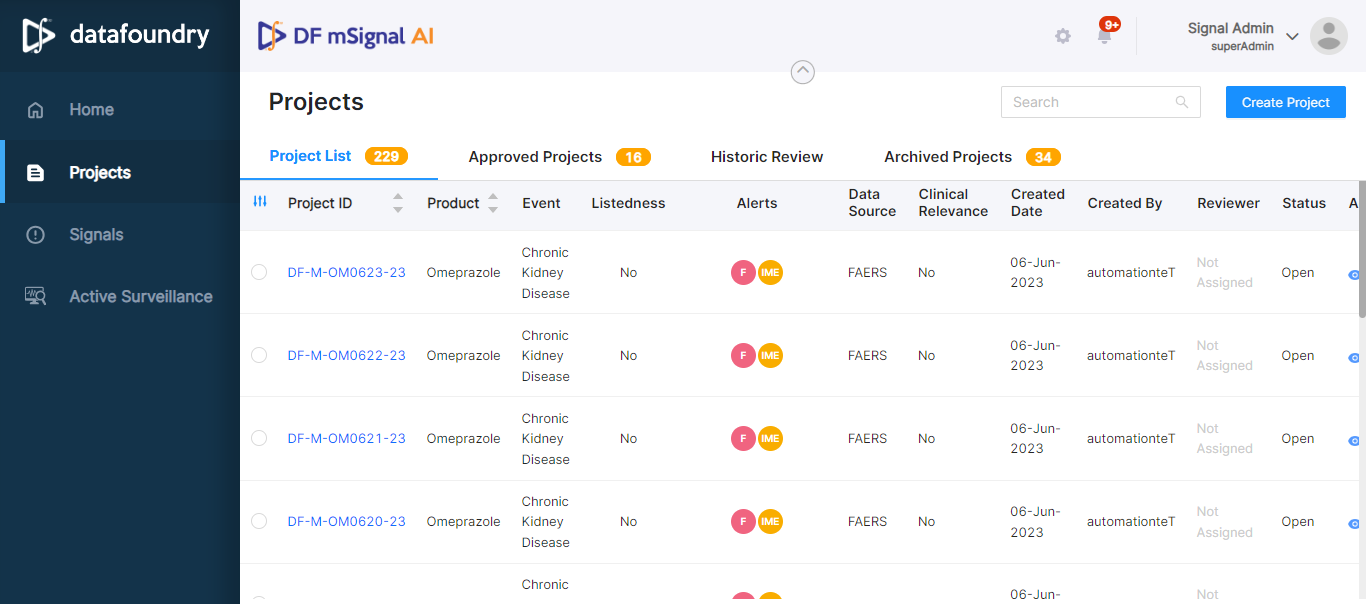 datafoundry
DF mSignal AI
9+
Signal Admin
superAdmin
Home
Projects
Signals
Active Surveillance
Projects
Search
Create Project
Project List 229
Approved Projects 16
Historic Review
Archived Projects 34
Project ID Product Event Listedness Alerts Data Source Clinical Relevance Created Date Created By Reviewer Status A
DF-M-OM0623-23 Omeprazole Chronic Kidney Disease No F IME FAERS No 06-Jun-2023 automationteT Not Assigned Open
DF-M-OM0622-23 Omeprazole Chronic Kidney Disease No F IME FAERS No 06-Jun-2023 automationteT Not Assigned Open
DF-M-OM0621-23 Omeprazole Chronic Kidney Disease No F IME FAERS No 06-Jun-2023 automationteT Not Assigned Open
DF-M-OM0620-23 Omeprazole Chronic Kidney Disease No F IME FAERS No 06-Jun-2023 automationteT Not Assigned Open
Chronic 06-Jun- Not